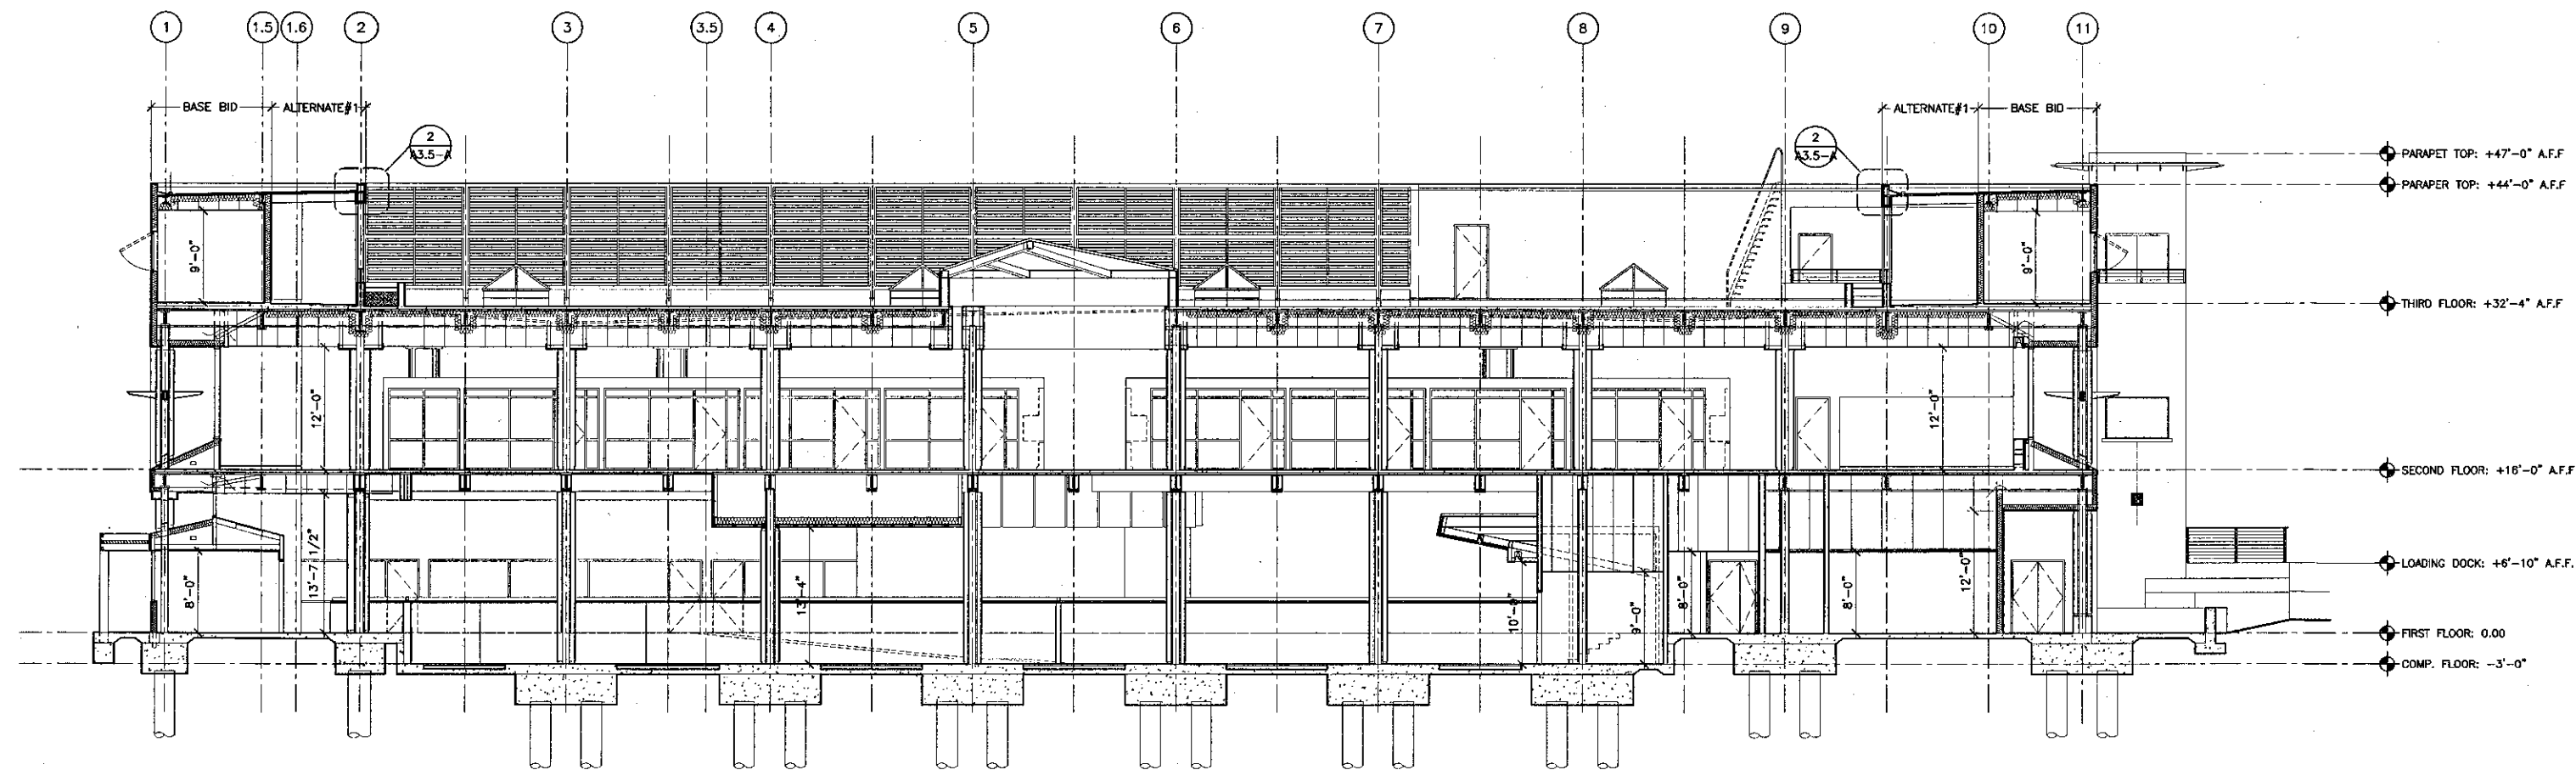 1 1.5 1.6 2 3 3.5 4 5 6 7 8 9 10 11
BASE BID ALTERNATE#1 ALTERNATE#1 BASE BID
2
A3.5-A
2
A3.5-A
PARAPET TOP: +47'-0" A.F.F
PARAPER TOP: +44'-0" A.F.F
9'-0"
9'-0"
THIRD FLOOR: +32'-4" A.F.F
12'-0"
12'-0"
SECOND FLOOR: +16'-0" A.F.F
8'-0"
13'-7 1/2"
13'-4"
10'-0"
9'-0"
8'-0"
8'-0"
12'-0"
LOADING DOCK: +6'-10" A.F.F.
FIRST FLOOR: 0.00
COMP. FLOOR: -3'-0"